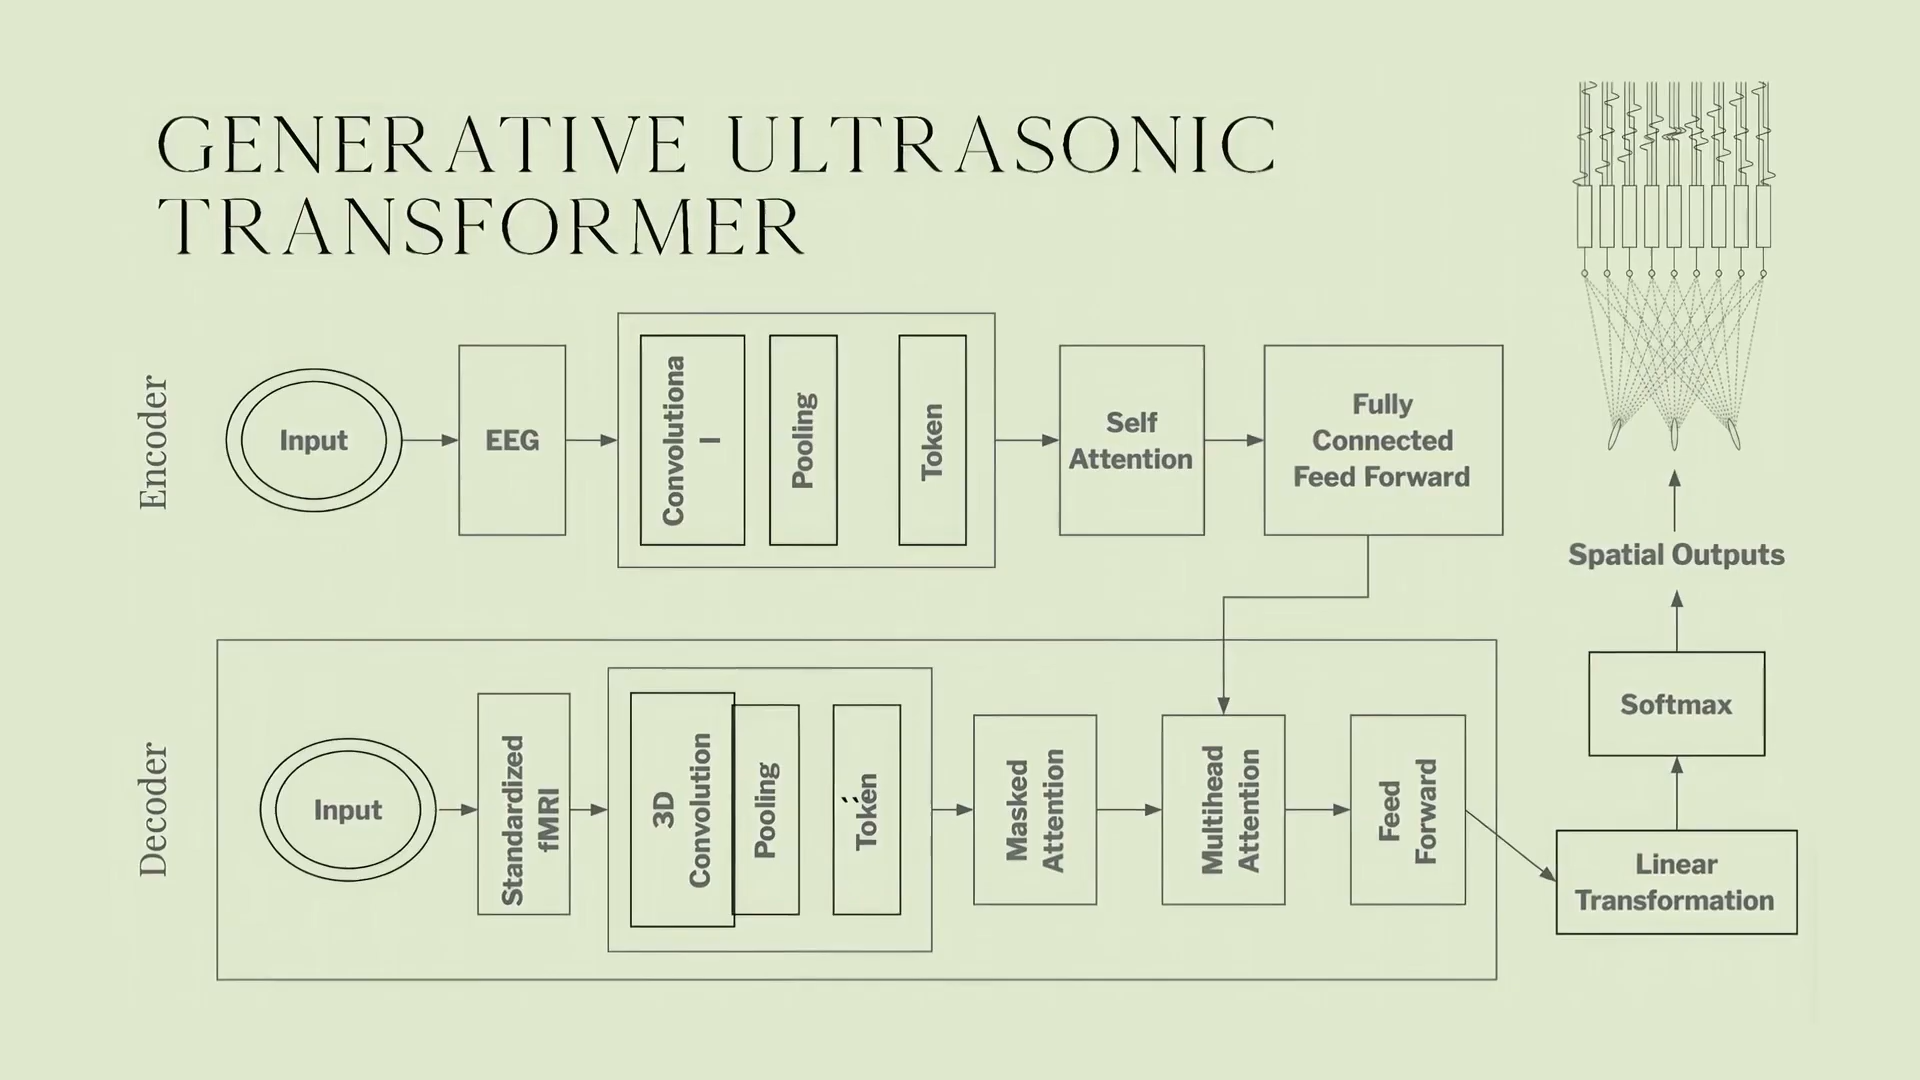 GENERATIVE ULTRASONIC
TRANSFORMER
Encoder
Input
EEG
Convolutiona
l
Pooling
Token
Self
Attention
Fully
Connected
Feed Forward
Spatial Outputs
Softmax
Decoder
Input
Standardized
fMRI
3D
Convolution
Pooling
Token
Masked
Attention
Multihead
Attention
Feed
Forward
Linear
Transformation